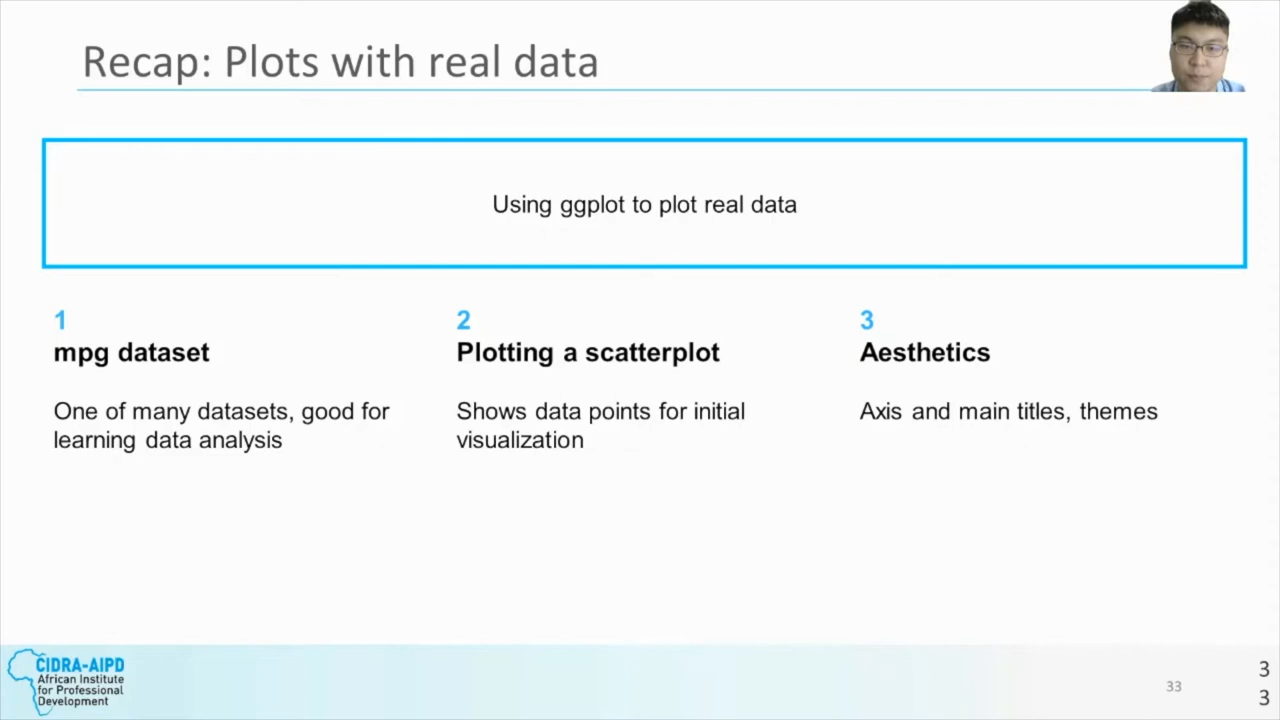 Recap: Plots with real data
Using ggplot to plot real data
1
mpg dataset
One of many datasets, good for
learning data analysis
2
Plotting a scatterplot
Shows data points for initial
visualization
3
Aesthetics
Axis and main titles, themes
CIDRA-AIPD
African Institute
for Professional
Development
33
3
3